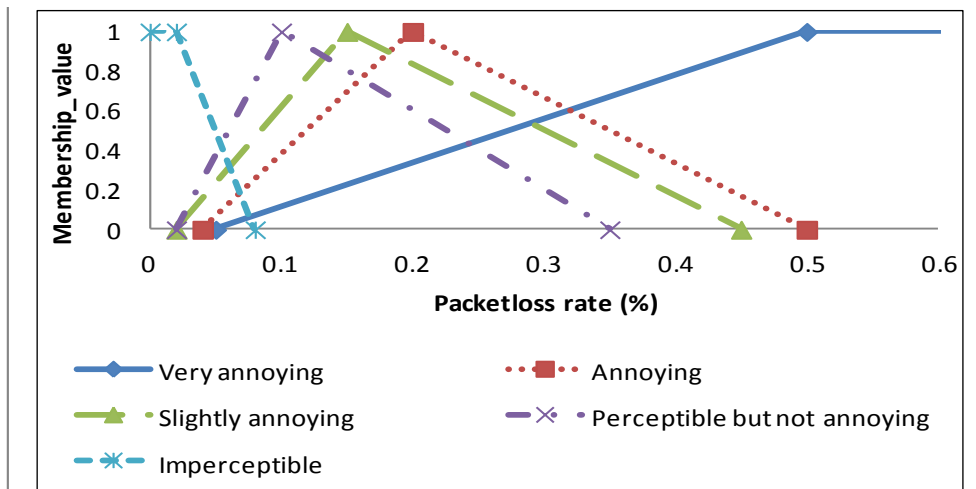 1
0.8
0.6
0.4
0.2
0
Membership_value
0 0.1 0.2 0.3 0.4 0.5 0.6
Packetloss rate (%)
Very annoying
Annoying
Slightly annoying
Perceptible but not annoying
Imperceptible